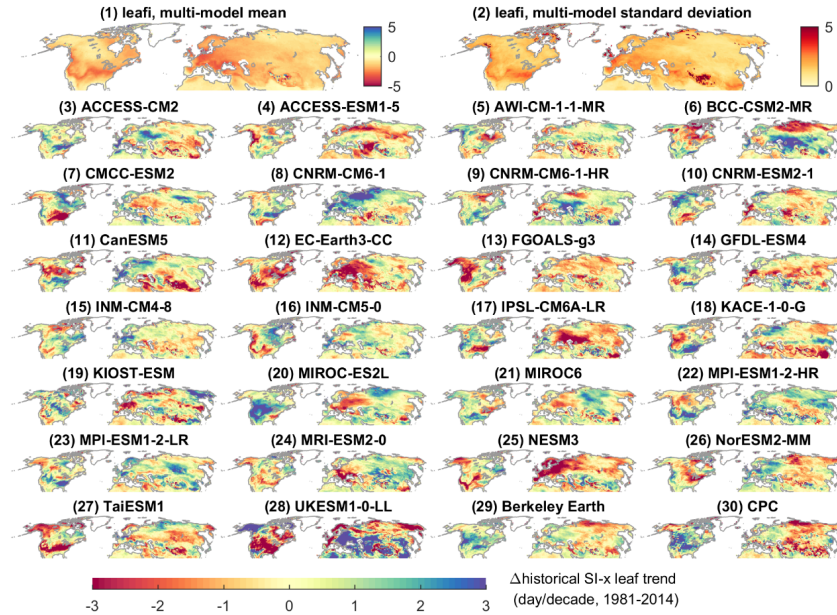 (1) leafi, multi-model mean
(2) leafi, multi-model standard deviation
5
0
-5
5
0
(3) ACCESS-CM2
(4) ACCESS-ESM1-5
(5) AWI-CM-1-1-MR
(6) BCC-CSM2-MR
(7) CMCC-ESM2
(8) CNRM-CM6-1
(9) CNRM-CM6-1-HR
(10) CNRM-ESM2-1
(11) CanESM5
(12) EC-Earth3-CC
(13) FGOALS-g3
(14) GFDL-ESM4
(15) INM-CM4-8
(16) INM-CM5-0
(17) IPSL-CM6A-LR
(18) KACE-1-0-G
(19) KIOST-ESM
(20) MIROC-ES2L
(21) MIROC6
(22) MPI-ESM1-2-HR
(23) MPI-ESM1-2-LR
(24) MRI-ESM2-0
(25) NESM3
(26) NorESM2-MM
(27) TaiESM1
(28) UKESM1-0-LL
(29) Berkeley Earth
(30) CPC
-3 -2 -1 0 1 2 3
Δhistorical SI-x leaf trend
(day/decade, 1981-2014)